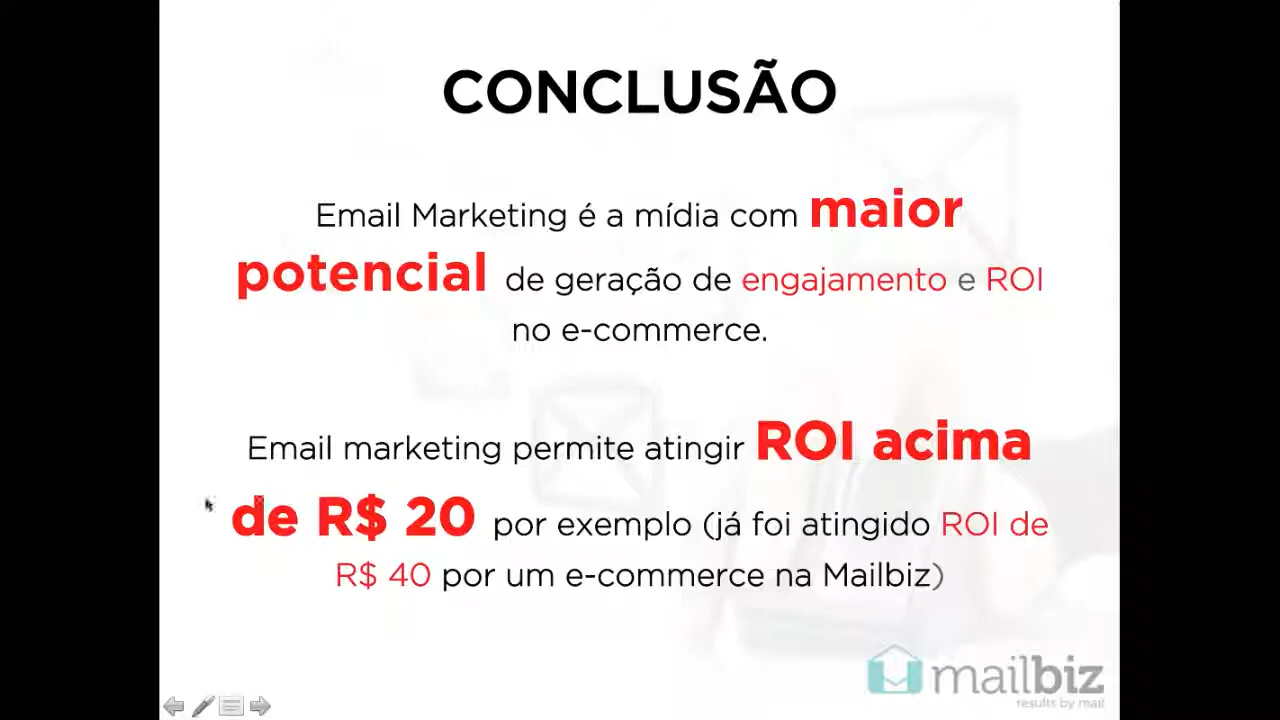 CONCLUSÃO
Email Marketing é a mídia com maior
potencial de geração de engajamento e ROI
no e-commerce.
Email marketing permite atingir ROI acima
de R$ 20 por exemplo (já foi atingido ROI de
R$ 40 por um e-commerce na Mailbiz)
mailbiz
results by mail